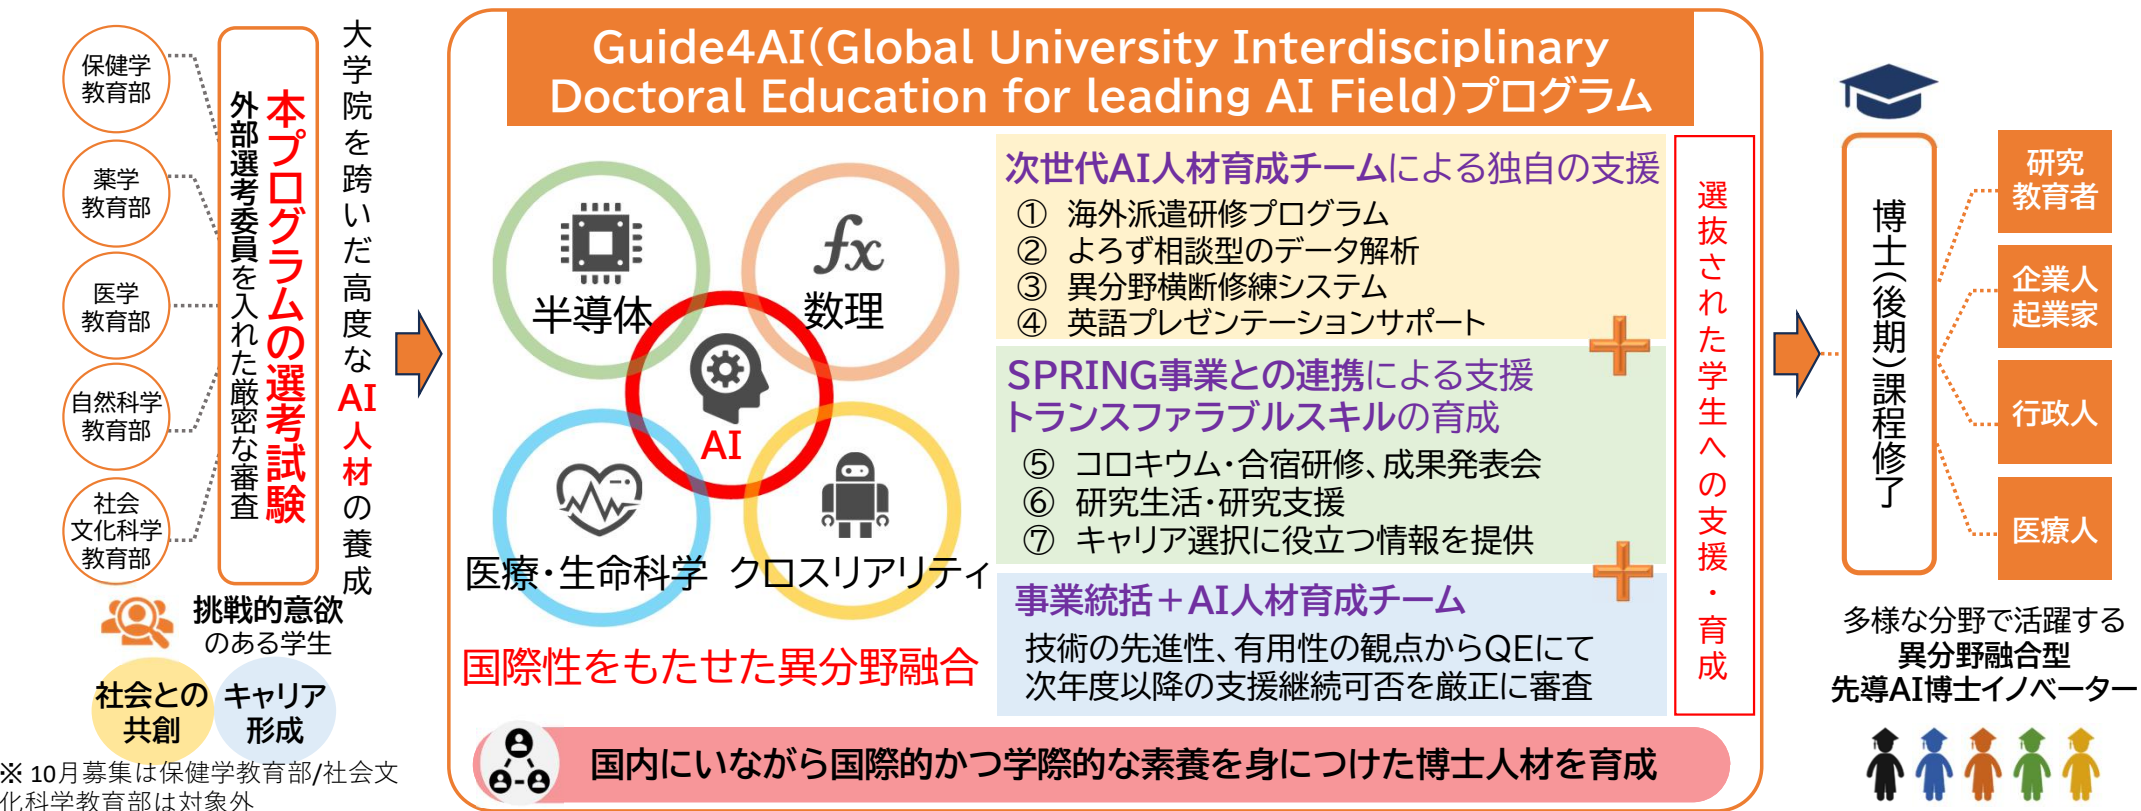 保健学
教育部
薬学
教育部
医学
教育部
自然科学
教育部
社会
文化科学
教育部
本プログラムの選考試験
外部選考委員を入れた厳密な審査
大学院を跨いだ高度なAI人材の養成
挑戦的意欲
のある学生
社会との
共創
キャリア
形成
※ 10月募集は保健学教育部/社会文
化科学教育部は対象外
Guide4AI(Global University Interdisciplinary
Doctoral Education for leading AI Field)プログラム
半導体
fx
数理
AI
医療・生命科学
クロスリアリティ
国際性をもたせた異分野融合
次世代AI人材育成チームによる独自の支援
① 海外派遣研修プログラム
② よろず相談型のデータ解析
③ 異分野横断修練システム
④ 英語プレゼンテーションサポート
SPRING事業との連携による支援
トランスファラブルスキルの育成
⑤ コロキウム・合宿研修、成果発表会
⑥ 研究生活・研究支援
⑦ キャリア選択に役立つ情報を提供
事業統括＋AI人材育成チーム
技術の先進性、有用性の観点からQEにて
次年度以降の支援継続可否を厳正に審査
選抜された学生への支援・育成
国内にいながら国際的かつ学際的な素養を身につけた博士人材を育成
博士(後期)課程修了
研究
教育者
企業人
起業家
行政人
医療人
多様な分野で活躍する
異分野融合型
先導AI博士イノベーター